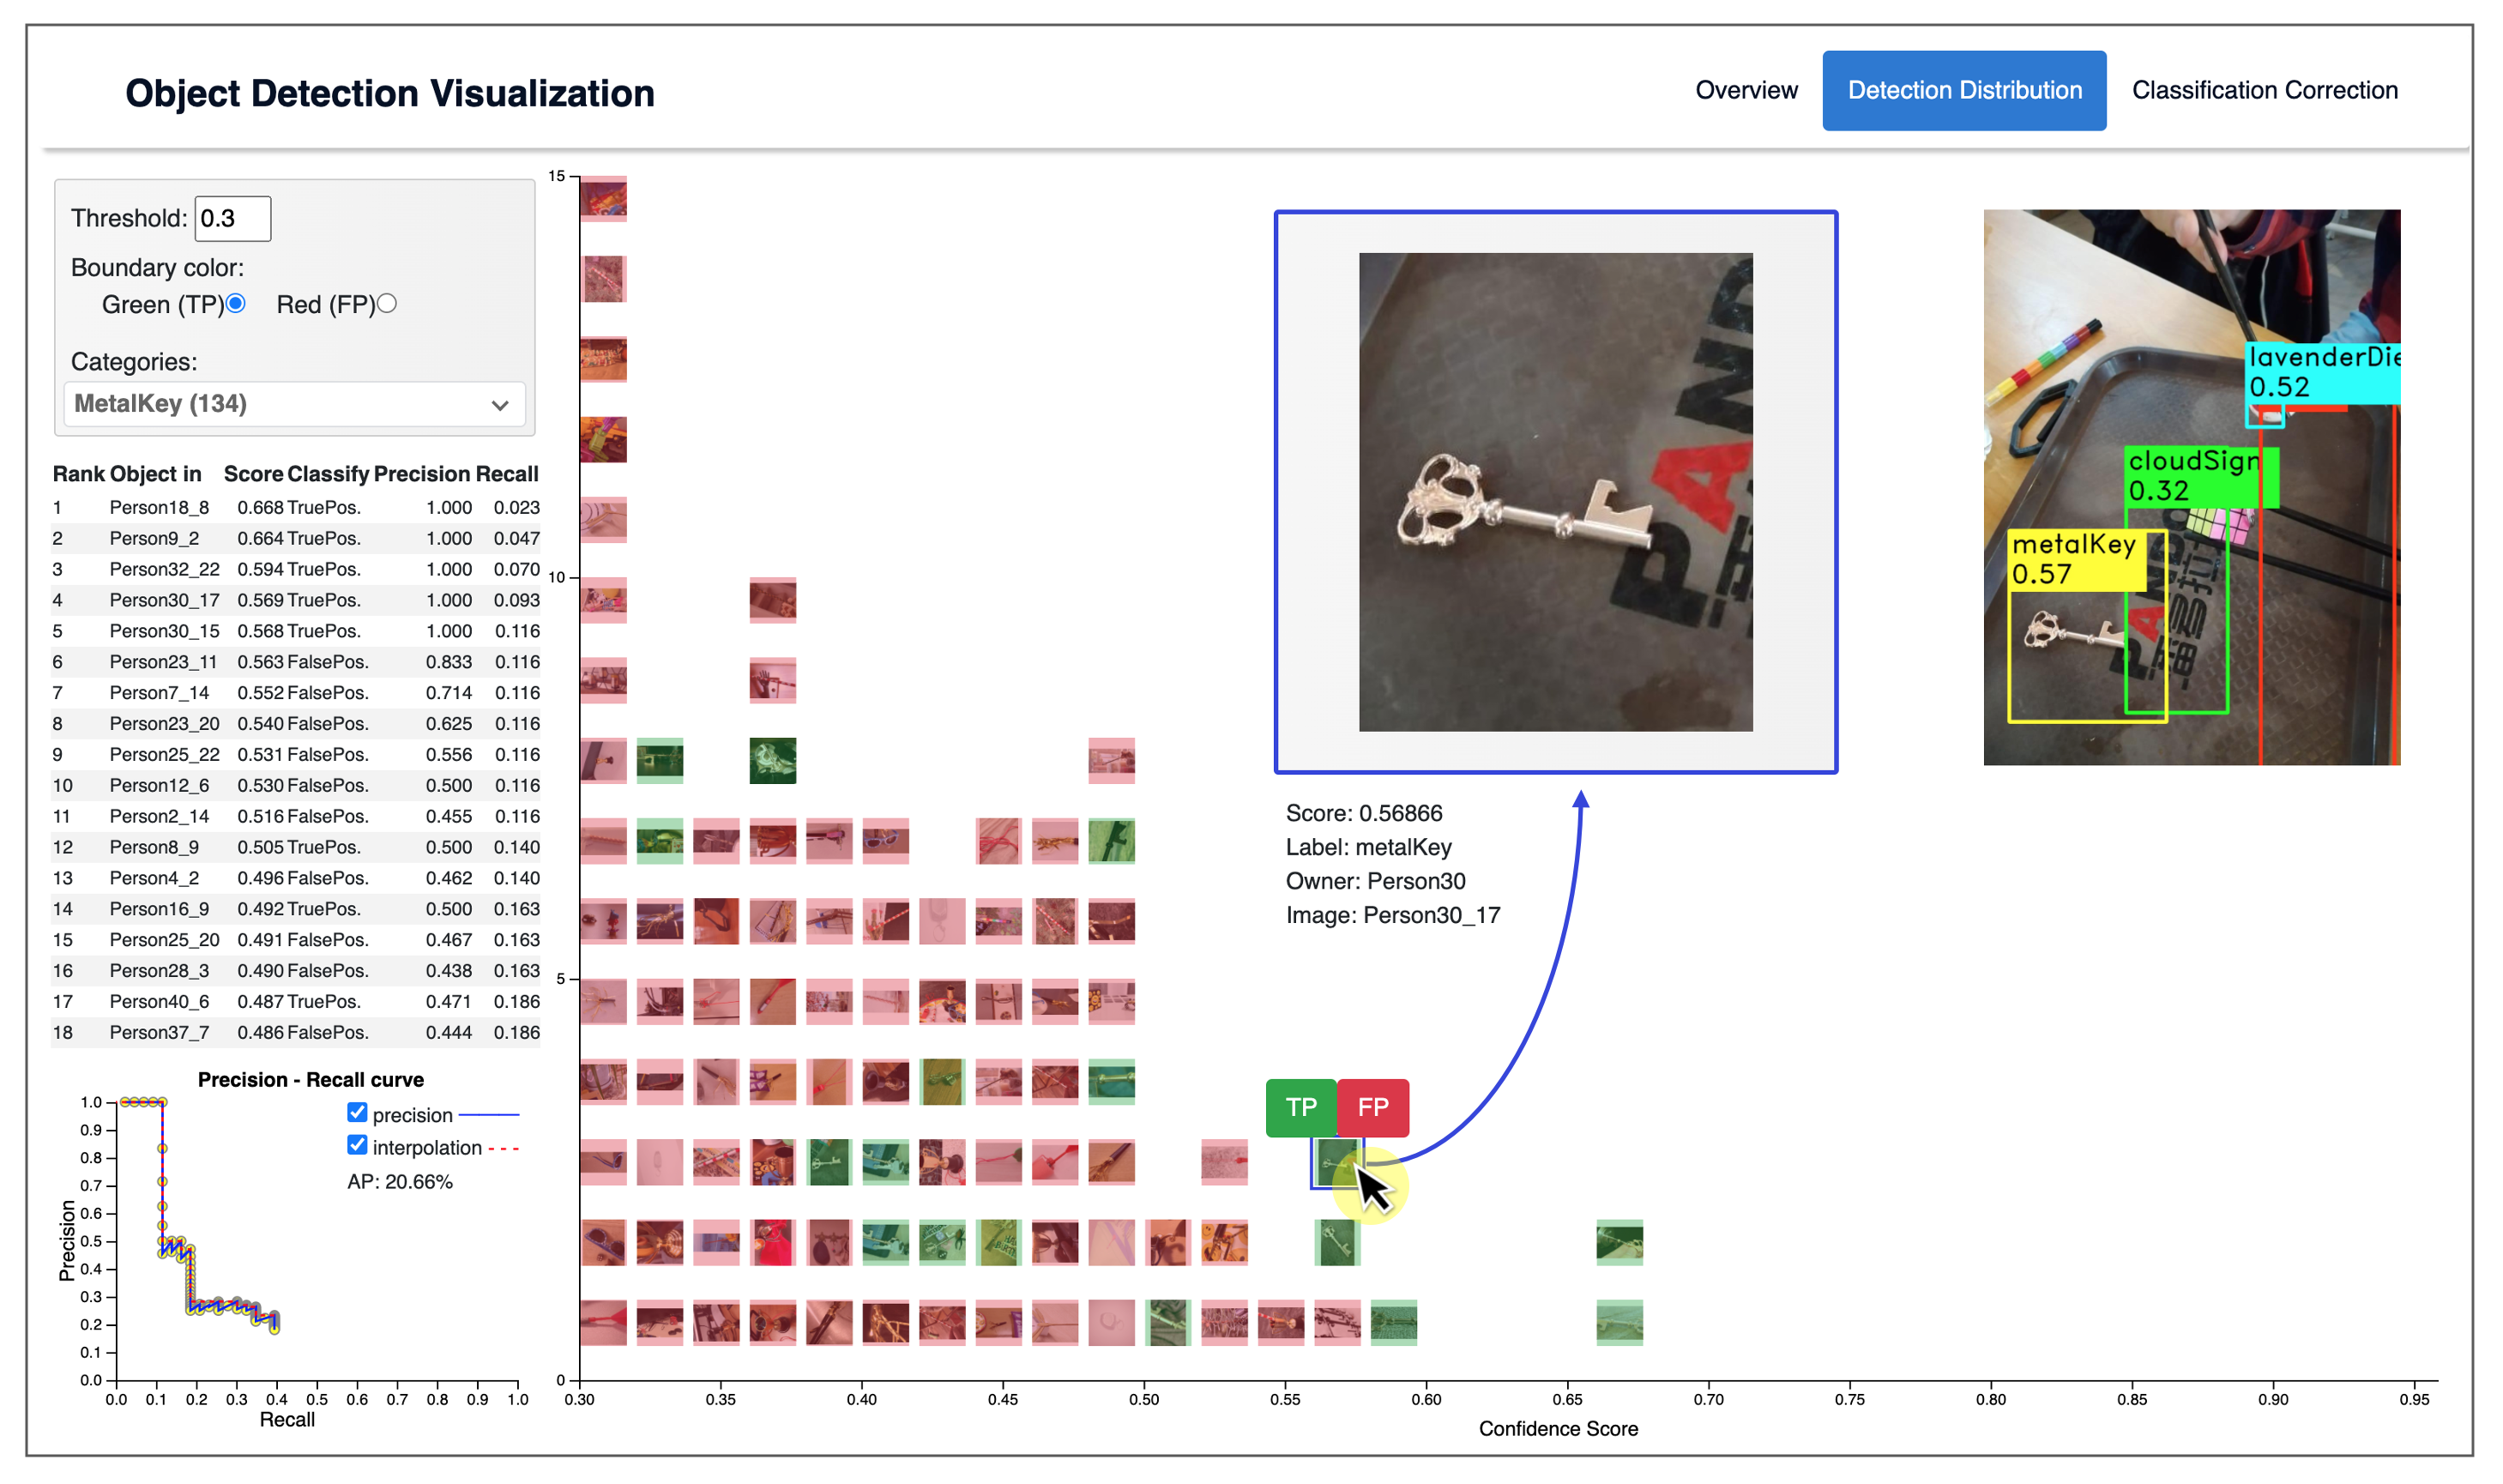 Object Detection Visualization
Overview
Detection Distribution
Classification Correction
Threshold: 0.3
Boundary color:
Green (TP) Red (FP)
Categories:
MetalKey (134)
Rank Object in Score Classify Precision Recall
1 Person18_8 0.668 TruePos. 1.000 0.023
2 Person9_2 0.664 TruePos. 1.000 0.047
3 Person32_22 0.594 TruePos. 1.000 0.070
4 Person30_17 0.569 TruePos. 1.000 0.093
5 Person30_15 0.568 TruePos. 1.000 0.116
6 Person23_11 0.563 FalsePos. 0.833 0.116
7 Person7_14 0.552 FalsePos. 0.714 0.116
8 Person23_20 0.540 FalsePos. 0.625 0.116
9 Person25_22 0.531 FalsePos. 0.556 0.116
10 Person12_6 0.530 FalsePos. 0.500 0.116
11 Person2_14 0.516 FalsePos. 0.455 0.116
12 Person8_9 0.505 TruePos. 0.500 0.140
13 Person4_2 0.496 FalsePos. 0.462 0.140
14 Person16_9 0.492 TruePos. 0.500 0.163
15 Person25_20 0.491 FalsePos. 0.467 0.163
16 Person28_3 0.490 FalsePos. 0.438 0.163
17 Person40_6 0.487 TruePos. 0.471 0.186
18 Person37_7 0.486 FalsePos. 0.444 0.186
Precision - Recall curve
precision
interpolation
AP: 20.66%
Precision
1.0
0.9
0.8
0.7
0.6
0.5
0.4
0.3
0.2
0.1
0.0
0.0 0.1 0.2 0.3 0.4 0.5 0.6 0.7 0.8 0.9 1.0
Recall
15
10
5
0
0.30 0.35 0.40 0.45 0.50 0.55 0.60 0.65 0.70 0.75 0.80 0.85 0.90 0.95
Confidence Score
TP FP
PAND
Score: 0.56866
Label: metalKey
Owner: Person30
Image: Person30_17
lavenderDie
0.52
cloudSign
0.32
metalKey
0.57